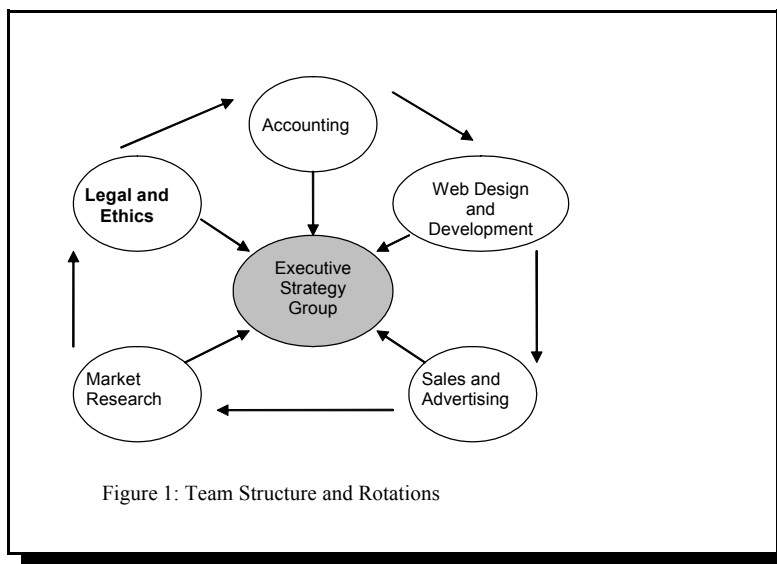 Accounting
Legal and
Ethics
Web Design
and
Development
Executive
Strategy
Group
Market
Research
Sales and
Advertising
Figure 1: Team Structure and Rotations